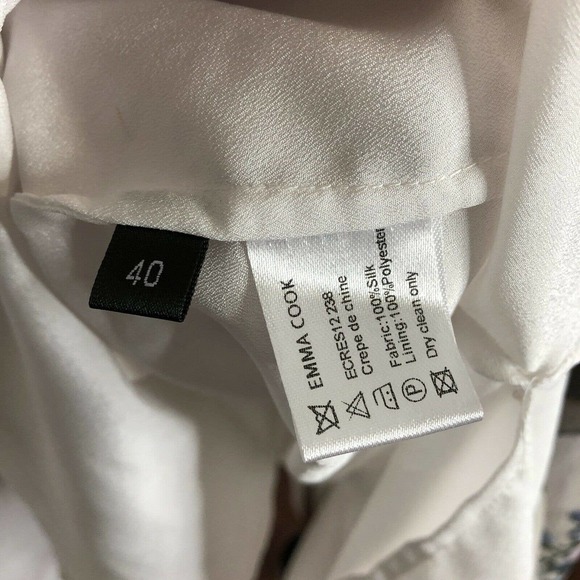 40
EMMA COOK
ECRES12 238
Crepe de chine
Fabric:100%Silk
Lining:100%Polyester
Dry clean only
P